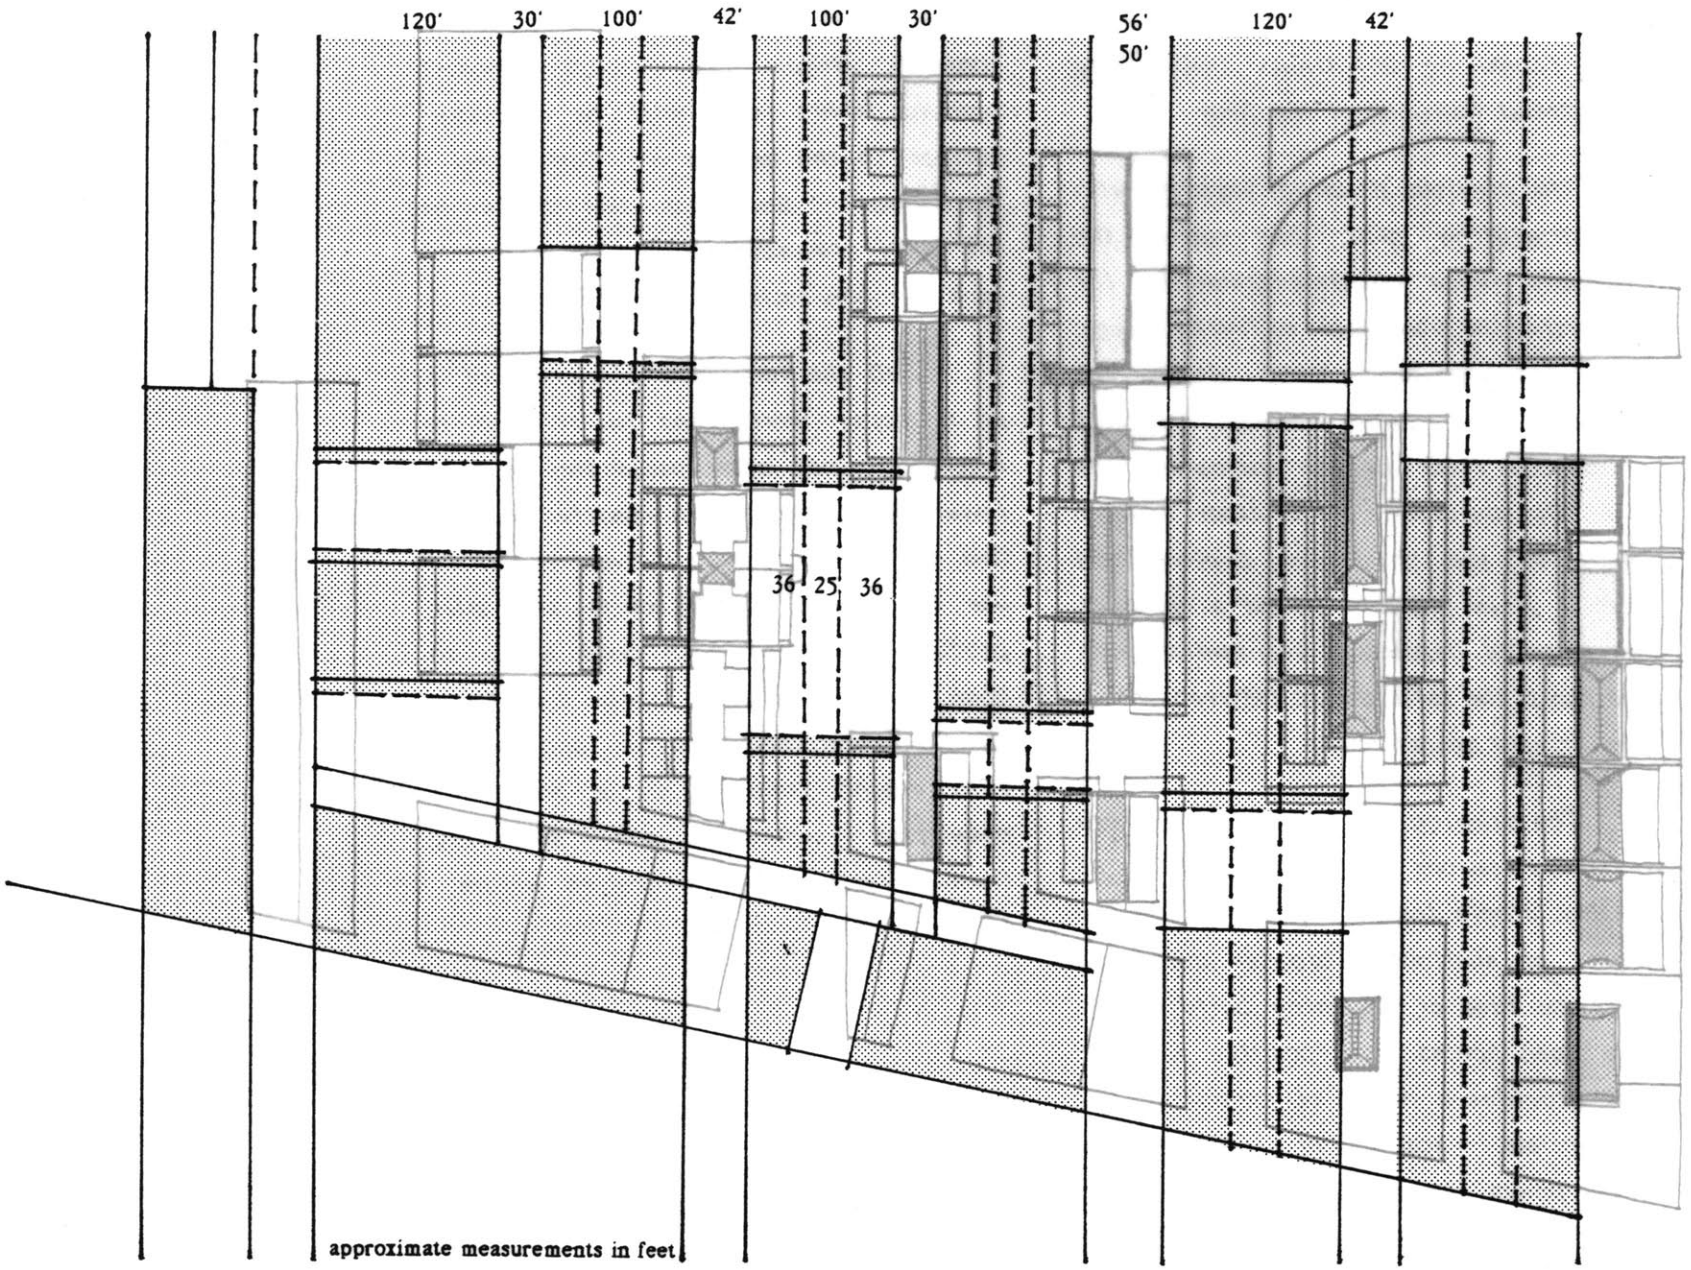 120' 30' 100' 42' 100' 30' 56' 120' 42'
50'
36 25 36
approximate measurements in feet